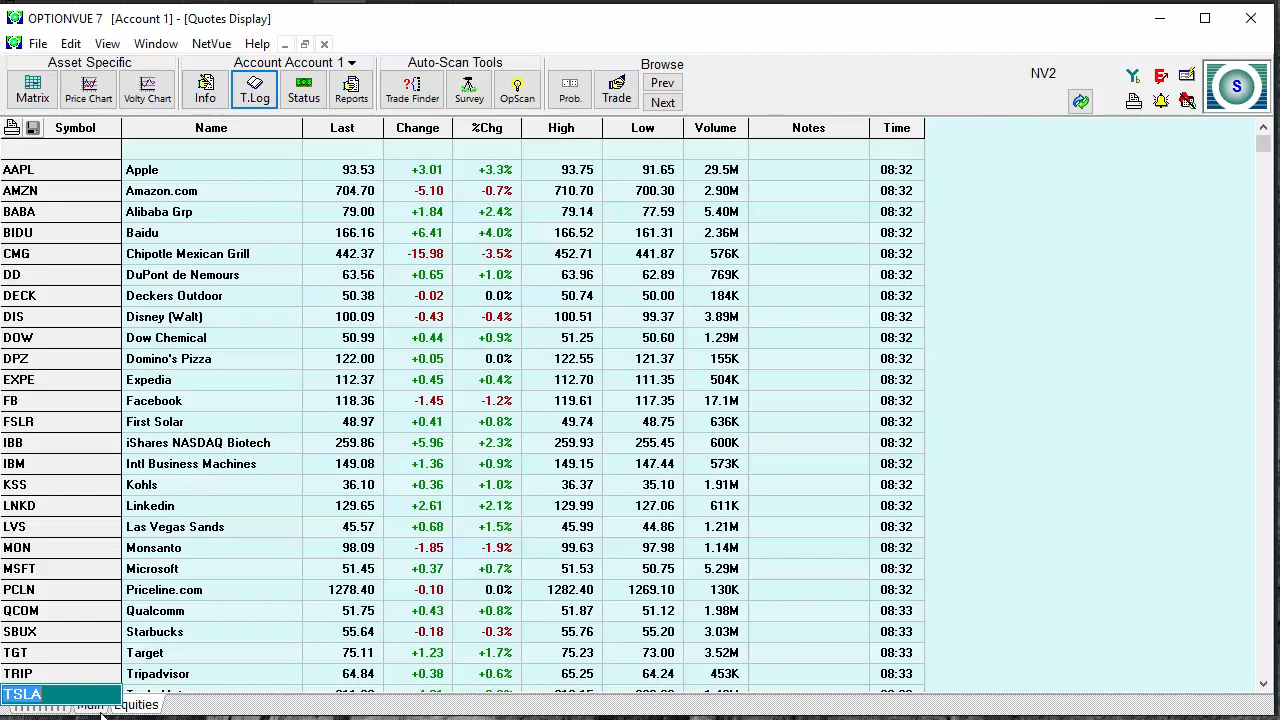 OPTIONVUE 7 [Account 1] - [Quotes Display]
File Edit View Window NetVue Help
Asset Specific Account Account 1 Auto-Scan Tools Browse
Matrix Price Chart Volty Chart Info T.Log Status Reports Trade Finder Survey OpScan Prob. Trade Prev Next NV2 S
Symbol Name Last Change %Chg High Low Volume Notes Time
AAPL Apple 93.53 +3.01 +3.3% 93.75 91.65 29.5M 08:32
AMZN Amazon.com 704.70 -5.10 -0.7% 710.70 700.30 2.90M 08:32
BABA Alibaba Grp 79.00 +1.84 +2.4% 79.14 77.59 5.40M 08:32
BIDU Baidu 166.16 +6.41 +4.0% 166.52 161.31 2.36M 08:32
CMG Chipotle Mexican Grill 442.37 -15.98 -3.5% 452.71 441.87 576K 08:32
DD DuPont de Nemours 63.56 +0.65 +1.0% 63.96 62.89 769K 08:32
DECK Deckers Outdoor 50.38 -0.02 0.0% 50.74 50.00 184K 08:32
DIS Disney (Walt) 100.09 -0.43 -0.4% 100.51 99.37 3.89M 08:32
DOW Dow Chemical 50.99 +0.44 +0.9% 51.25 50.60 1.29M 08:32
DPZ Domino's Pizza 122.00 +0.05 0.0% 122.55 121.37 155K 08:32
EXPE Expedia 112.37 +0.45 +0.4% 112.70 111.35 504K 08:32
FB Facebook 118.36 -1.45 -1.2% 119.61 117.35 17.1M 08:32
FSLR First Solar 48.97 +0.41 +0.8% 49.74 48.75 636K 08:32
IBB iShares NASDAQ Biotech 259.86 +5.96 +2.3% 259.93 255.45 600K 08:32
IBM Intl Business Machines 149.08 +1.36 +0.9% 149.15 147.44 573K 08:32
KSS Kohls 36.10 +0.36 +1.0% 36.37 35.10 1.91M 08:32
LNKD Linkedin 129.65 +2.61 +2.1% 129.99 127.06 611K 08:32
LVS Las Vegas Sands 45.57 +0.68 +1.5% 45.99 44.86 1.21M 08:32
MON Monsanto 98.09 -1.85 -1.9% 99.63 97.98 1.14M 08:32
MSFT Microsoft 51.45 +0.37 +0.7% 51.53 50.75 5.29M 08:32
PCLN Priceline.com 1278.40 -0.10 0.0% 1282.40 1269.10 130K 08:32
QCOM Qualcomm 51.75 +0.43 +0.8% 51.87 51.12 1.98M 08:33
SBUX Starbucks 55.64 -0.18 -0.3% 55.76 55.20 3.03M 08:33
TGT Target 75.11 +1.23 +1.7% 75.23 73.00 3.52M 08:33
TRIP Tripadvisor 64.84 +0.38 +0.6% 65.25 64.24 453K 08:33
TSLA
Main Equities